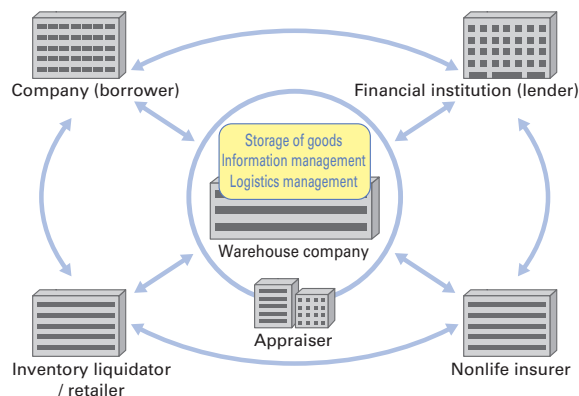 Company (borrower)
Financial institution (lender)
Storage of goods
Information management
Logistics management
Warehouse company
Appraiser
Inventory liquidator
/ retailer
Nonlife insurer